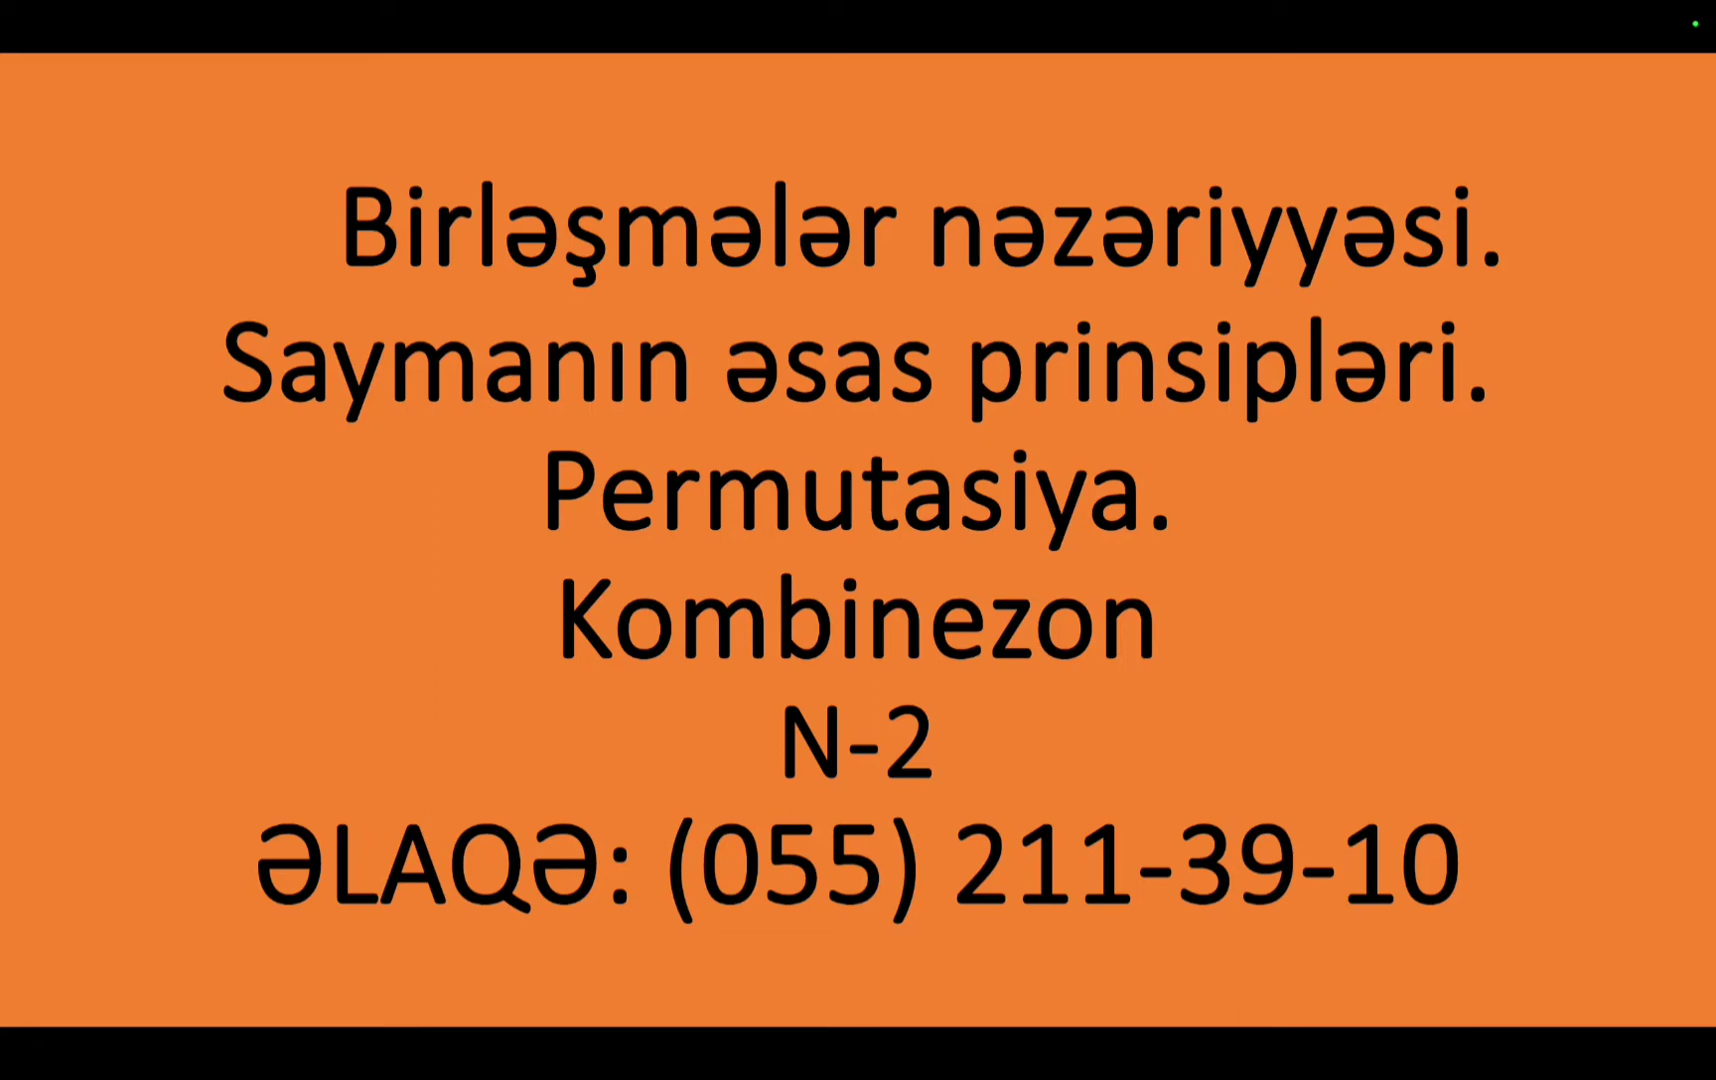 Birləşmələr nəzəriyyəsi.
Saymanın əsas prinsipləri.
Permutasiya.
Kombinezon
N-2
ƏLAQƏ: (055) 211-39-10